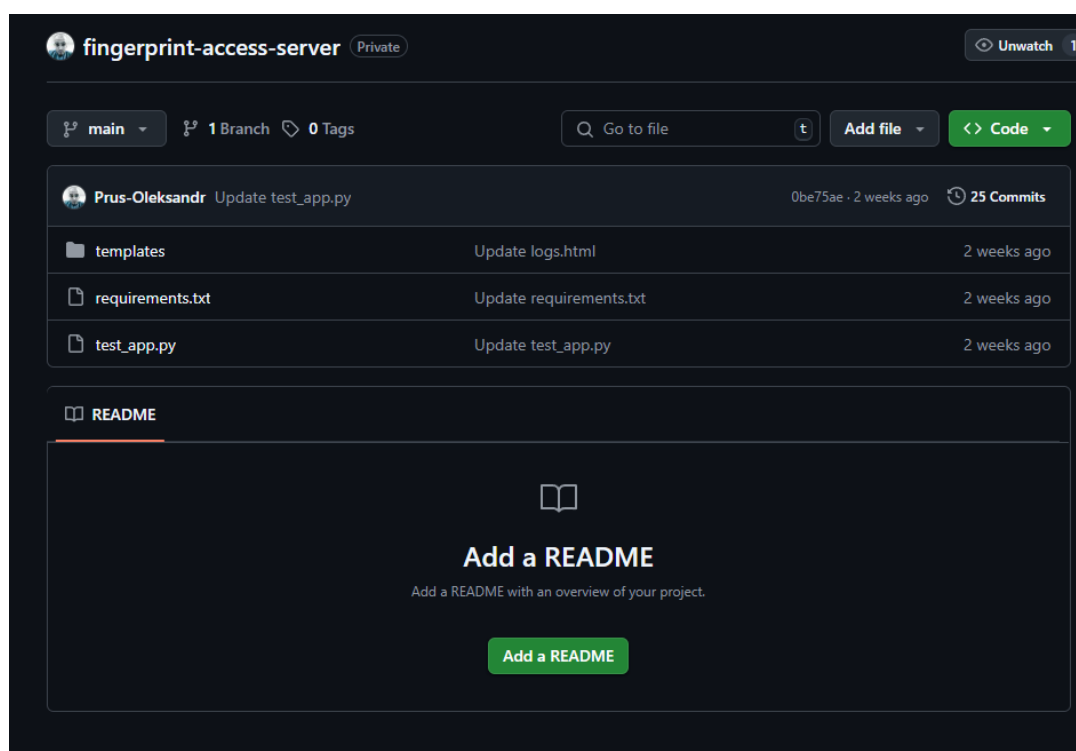 fingerprint-access-server Private Unwatch 1
main 1 Branch 0 Tags Go to file t Add file <> Code
Prus-Oleksandr Update test_app.py 0be75ae · 2 weeks ago 25 Commits
templates Update logs.html 2 weeks ago
requirements.txt Update requirements.txt 2 weeks ago
test_app.py Update test_app.py 2 weeks ago
README
Add a README
Add a README with an overview of your project.
Add a README